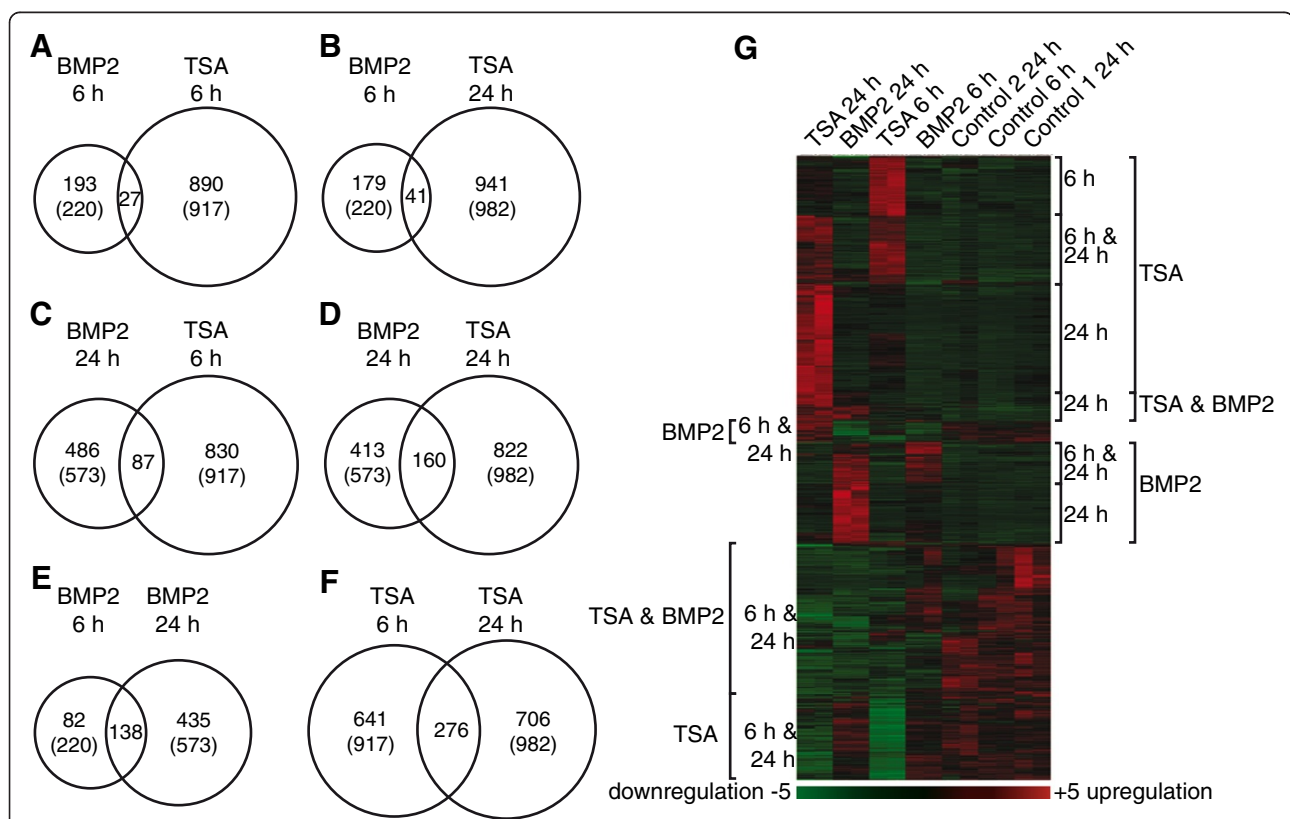 A
BMP2
6 h
TSA
6 h
193
(220)
27
890
(917)
B
BMP2
6 h
TSA
24 h
179
(220)
41
941
(982)
C
BMP2
24 h
TSA
6 h
486
(573)
87
830
(917)
D
BMP2
24 h
TSA
24 h
413
(573)
160
822
(982)
E
BMP2
6 h
BMP2
24 h
82
(220)
138
435
(573)
F
TSA
6 h
TSA
24 h
641
(917)
276
706
(982)
G
TSA 24 h
BMP2 24 h
TSA 6 h
BMP2 6 h
Control 2 24 h
Control 6 h
Control 1 24 h
6 h
6 h &
24 h
24 h
TSA
24 h
TSA & BMP2
BMP2
6 h &
24 h
6 h &
24 h
24 h
BMP2
TSA & BMP2
6 h &
24 h
TSA
6 h &
24 h
downregulation -5
+5 upregulation